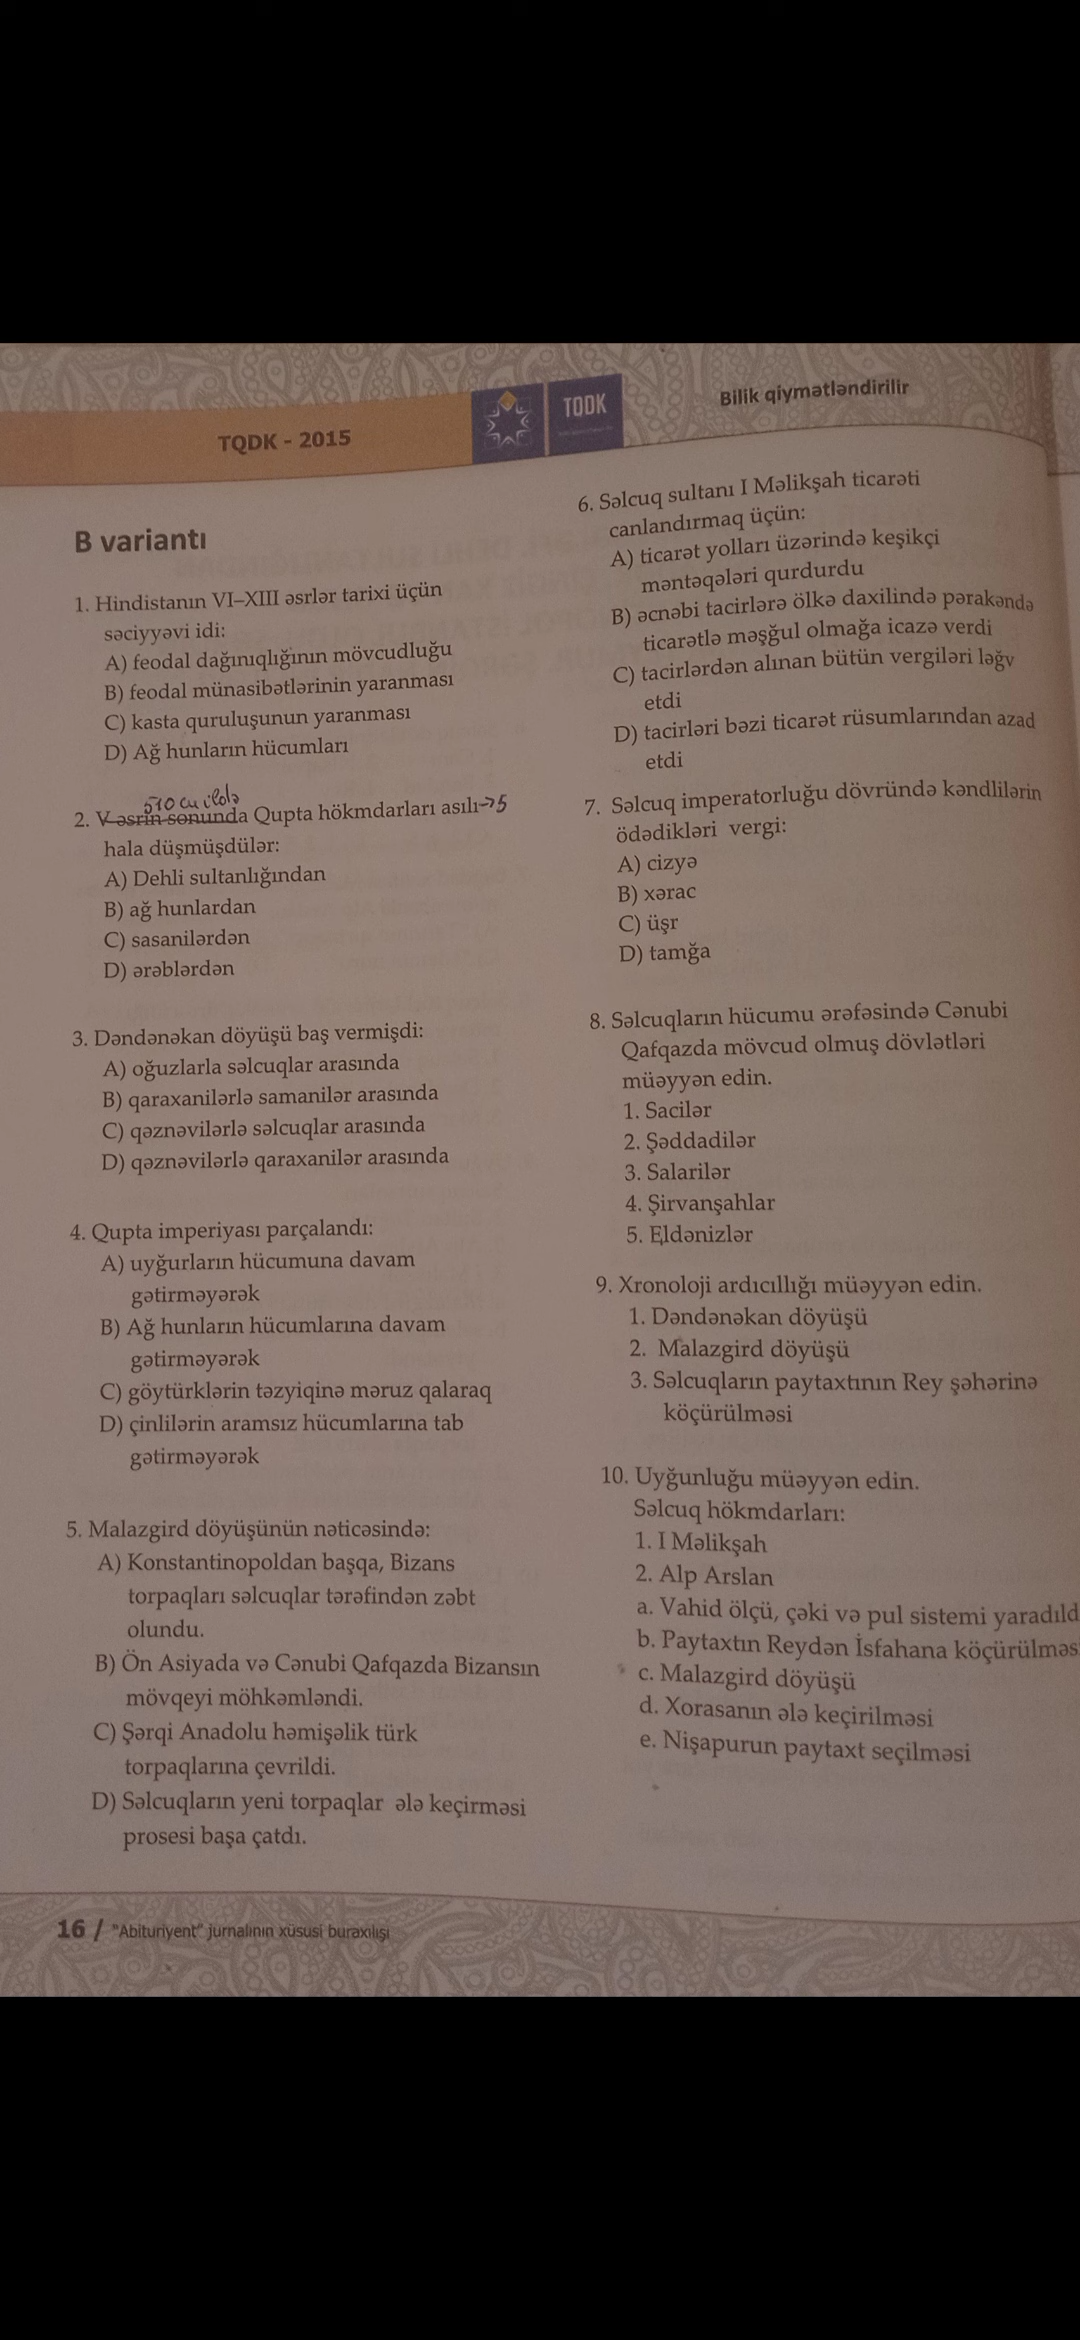 TQDK - 2015
TQDK
Bilik qiymətləndirilir
B variantı
1. Hindistanın VI–XIII əsrlər tarixi üçün
səciyyəvi idi:
A) feodal dağınıqlığının mövcudluğu
B) feodal münasibətlərinin yaranması
C) kasta quruluşunun yaranması
D) Ağ hunların hücumları
510 cu ildə
2. V əsrin sonunda Qupta hökmdarları asılı→5
hala düşmüşdülər:
A) Dehli sultanlığından
B) ağ hunlardan
C) sasanilərdən
D) ərəblərdən
3. Dəndənəkan döyüşü baş vermişdi:
A) oğuzlarla səlcuqlar arasında
B) qaraxanilərlə samanilər arasında
C) qəznəvilərlə səlcuqlar arasında
D) qəznəvilərlə qaraxanilər arasında
4. Qupta imperiyası parçalandı:
A) uyğurların hücumuna davam
gətirməyərək
B) Ağ hunların hücumlarına davam
gətirməyərək
C) göytürklərin təzyiqinə məruz qalaraq
D) çinlilərin aramsız hücumlarına tab
gətirməyərək
5. Malazgird döyüşünün nəticəsində:
A) Konstantinopoldan başqa, Bizans
torpaqları səlcuqlar tərəfindən zəbt
olundu.
B) Ön Asiyada və Cənubi Qafqazda Bizansın
mövqeyi möhkəmləndi.
C) Şərqi Anadolu həmişəlik türk
torpaqlarına çevrildi.
D) Səlcuqların yeni torpaqlar ələ keçirməsi
prosesi başa çatdı.
6. Səlcuq sultanı I Məlikşah ticarəti
canlandırmaq üçün:
A) ticarət yolları üzərində keşikçi
məntəqələri qurdurdu
B) əcnəbi tacirlərə ölkə daxilində pərakəndə
ticarətlə məşğul olmağa icazə verdi
C) tacirlərdən alınan bütün vergiləri ləğv
etdi
D) tacirləri bəzi ticarət rüsumlarından azad
etdi
7. Səlcuq imperatorluğu dövründə kəndlilərin
ödədikləri vergi:
A) cizyə
B) xərac
C) üşr
D) tamğa
8. Səlcuqların hücumu ərəfəsində Cənubi
Qafqazda mövcud olmuş dövlətləri
müəyyən edin.
1. Sacilər
2. Şəddadilər
3. Salarilər
4. Şirvanşahlar
5. Eldənizlər
9. Xronoloji ardıcıllığı müəyyən edin.
1. Dəndənəkan döyüşü
2. Malazgird döyüşü
3. Səlcuqların paytaxtının Rey şəhərinə
köçürülməsi
10. Uyğunluğu müəyyən edin.
Səlcuq hökmdarları:
1. I Məlikşah
2. Alp Arslan
a. Vahid ölçü, çəki və pul sistemi yaradıld
b. Paytaxtın Reydən İsfahana köçürülməs
c. Malazgird döyüşü
d. Xorasanın ələ keçirilməsi
e. Nişapurun paytaxt seçilməsi
16 / "Abituriyent" jurnalının xüsusi buraxılışı